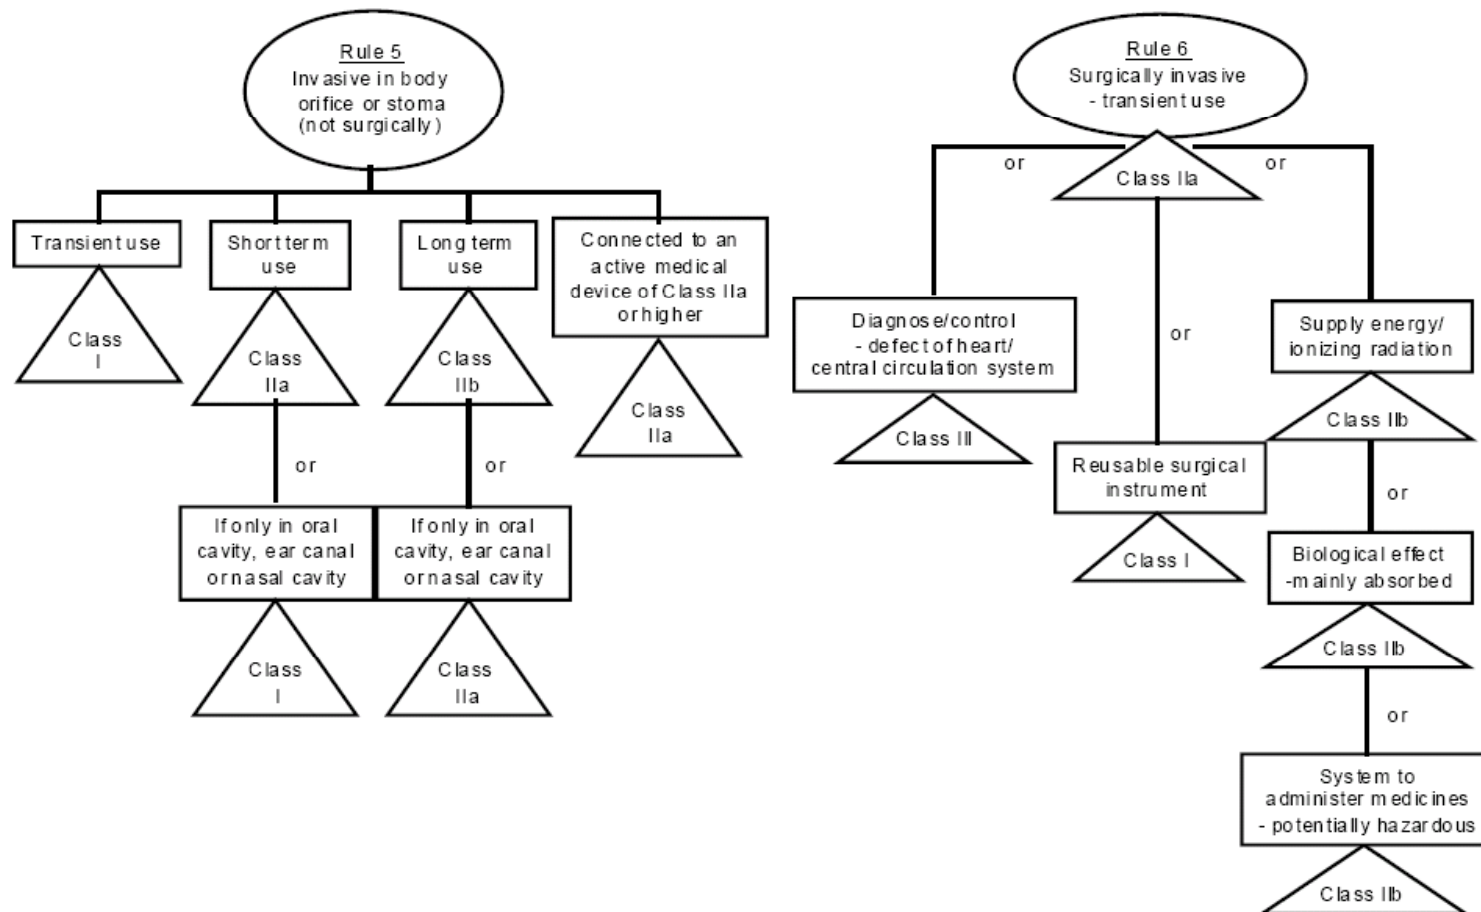 Rule 5
Invasive in body
orifice or stoma
(not surgically)
Transient use
Class
I
Short term
use
Class
IIa
or
If only in oral
cavity, ear canal
or nasal cavity
Class
I
Long term
use
Class
IIb
or
If only in oral
cavity, ear canal
or nasal cavity
Class
IIa
Connected to an
active medical
device of Class IIa
or higher
Class
IIa
Rule 6
Surgically invasive
- transient use
Class IIa
or
Diagnose/control
- defect of heart/
central circulation system
Class III
or
Reusable surgical
instrument
Class I
or
Supply energy/
ionizing radiation
Class IIb
or
Biological effect
-mainly absorbed
Class IIb
or
System to
administer medicines
- potentially hazardous
Class IIb